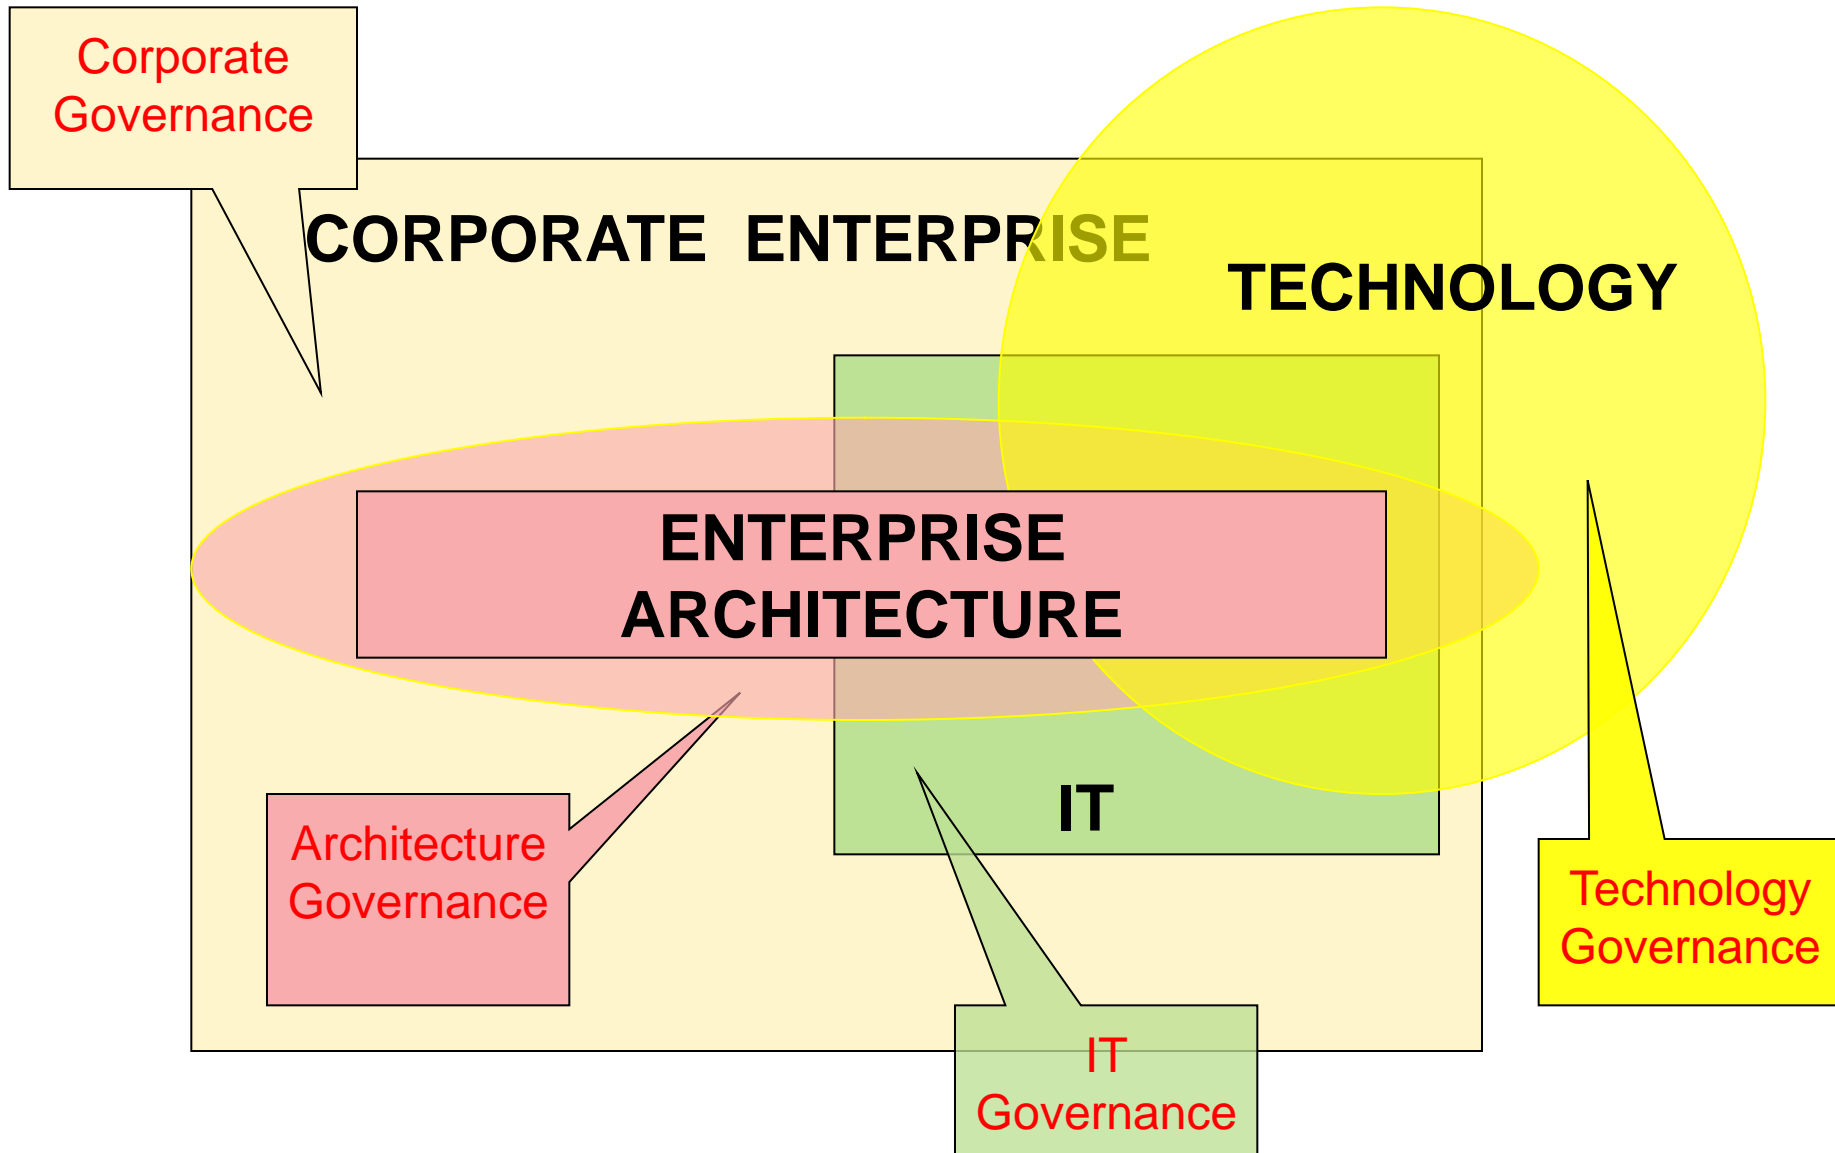 Corporate
Governance
CORPORATE ENTERPRISE
TECHNOLOGY
ENTERPRISE
ARCHITECTURE
IT
Architecture
Governance
Technology
Governance
IT
Governance